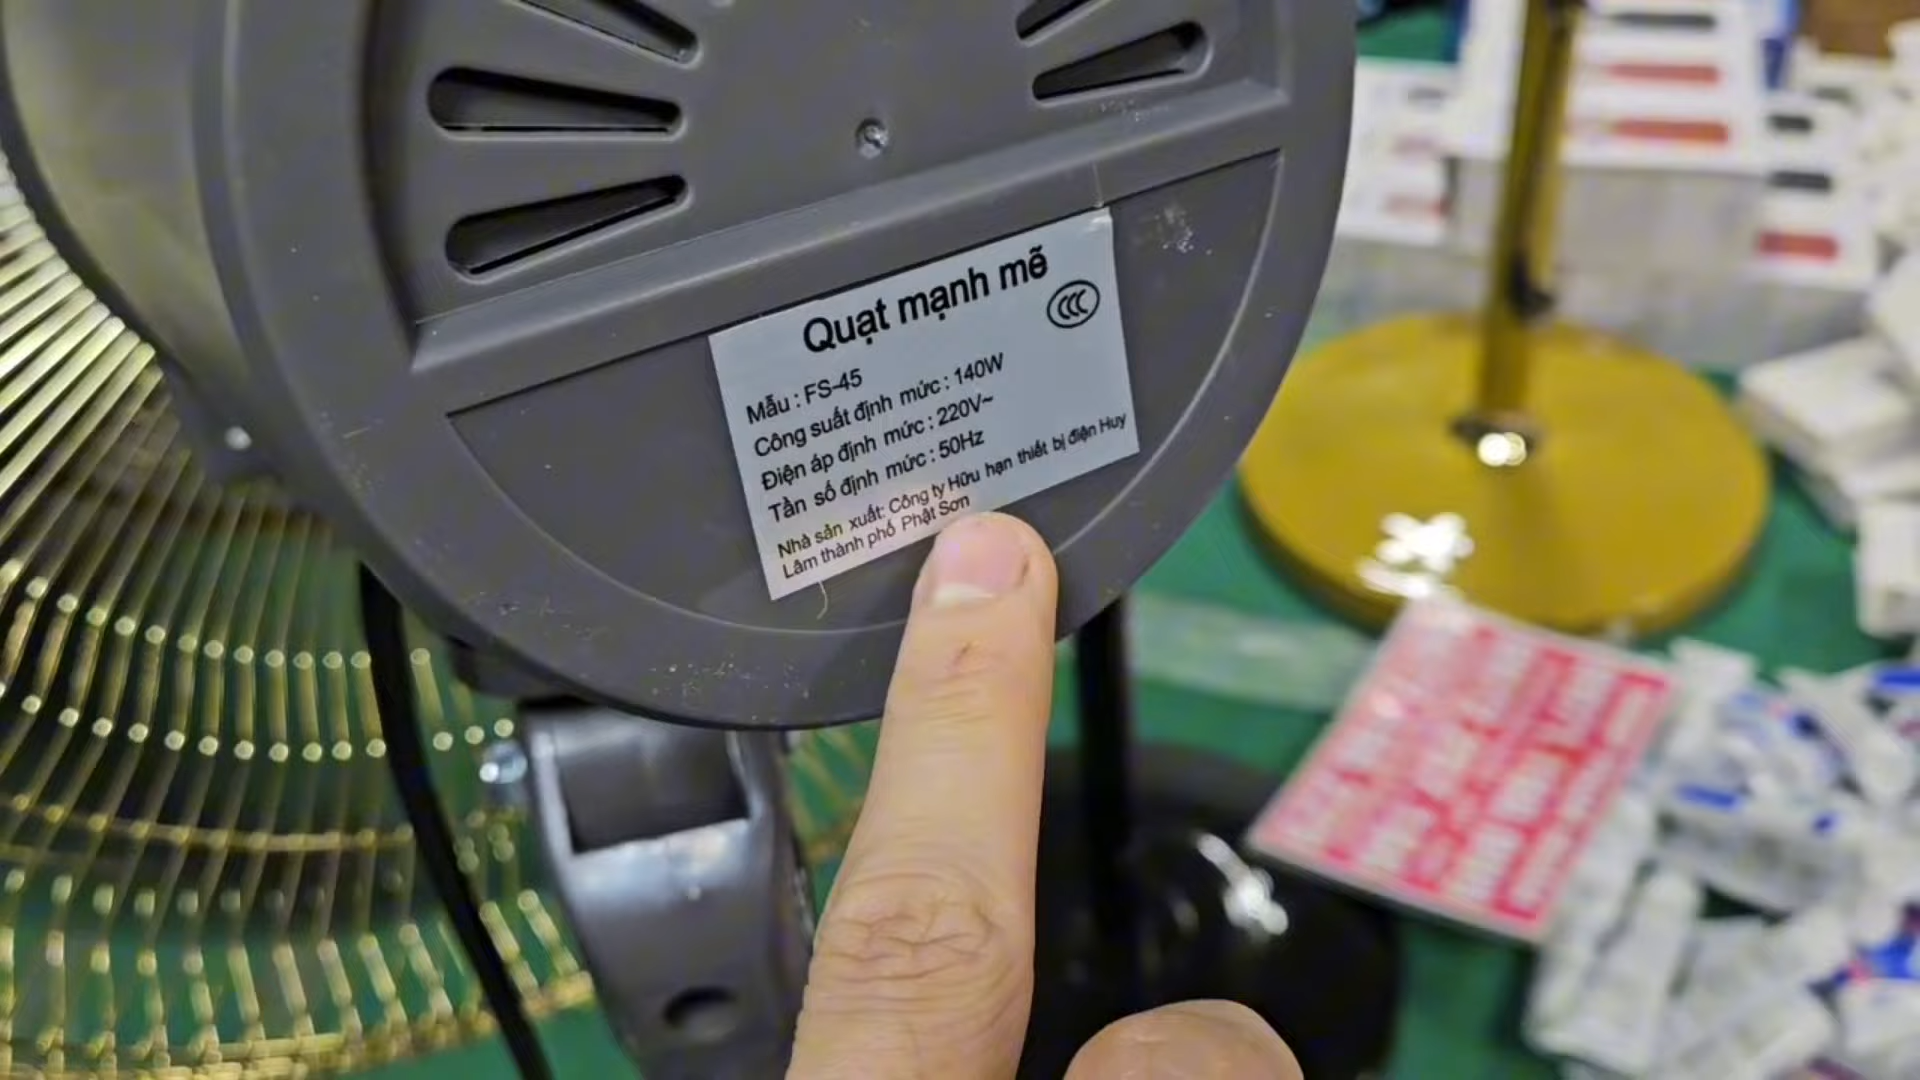 Quạt mạnh mẽ
Mẫu : FS-45
Công suất định mức : 140W
Điện áp định mức : 220V~
Tần số định mức : 50Hz
Nhà sản xuất: Công ty Hữu hạn thiết bị điện Huy
Lâm thành phố Phật Sơn